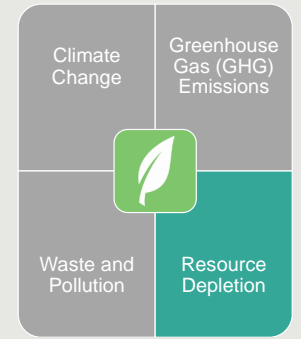 Climate
Change
Greenhouse
Gas (GHG)
Emissions
Waste and
Pollution
Resource
Depletion